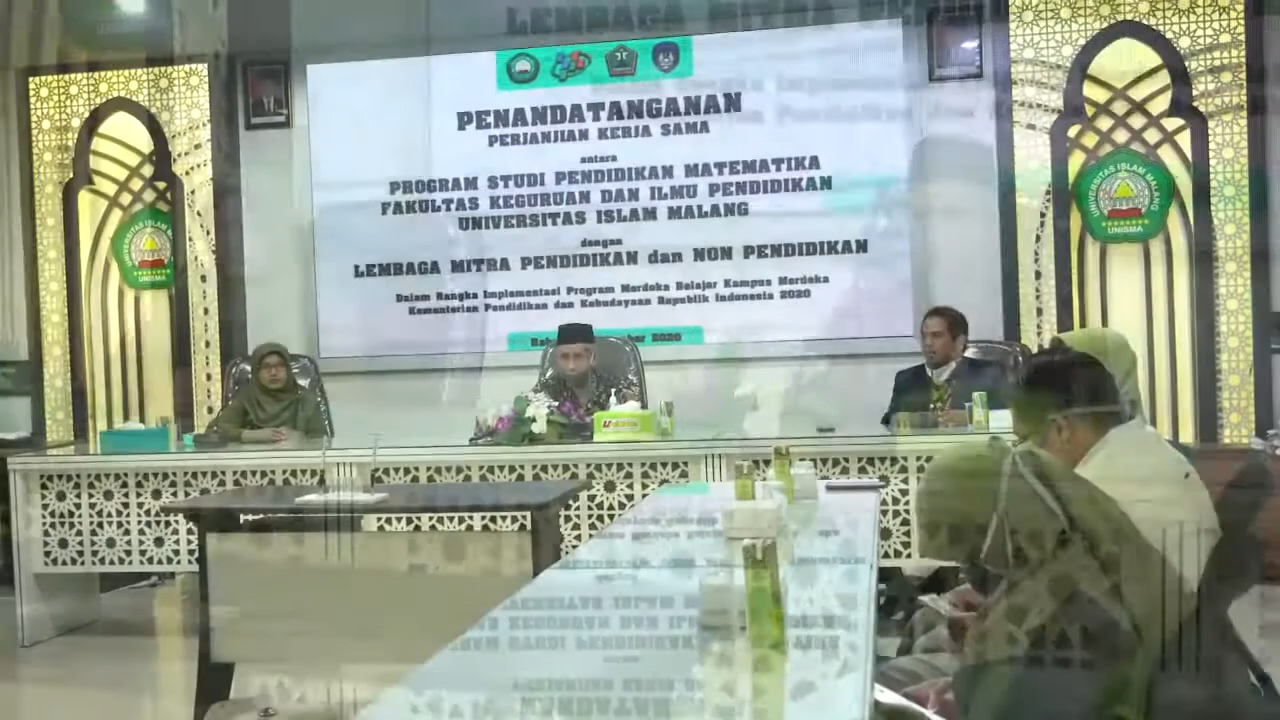 LEMBAGA MITRA
PENANDATANGANAN
PERJANJIAN KERJA SAMA
antara
PROGRAM STUDI PENDIDIKAN MATEMATIKA
FAKULTAS KEGURUAN DAN ILMU PENDIDIKAN
UNIVERSITAS ISLAM MALANG
dengan
LEMBAGA MITRA PENDIDIKAN dan NON PENDIDIKAN
Dalam Rangka Implementasi Program Merdeka Belajar Kampus Merdeka
Kementerian Pendidikan dan Kebudayaan Republik Indonesia 2020
2020
UNIVERSITAS ISLAM MALANG
UNISMA
UNIVERSITAS ISLAM MALANG
UNISMA